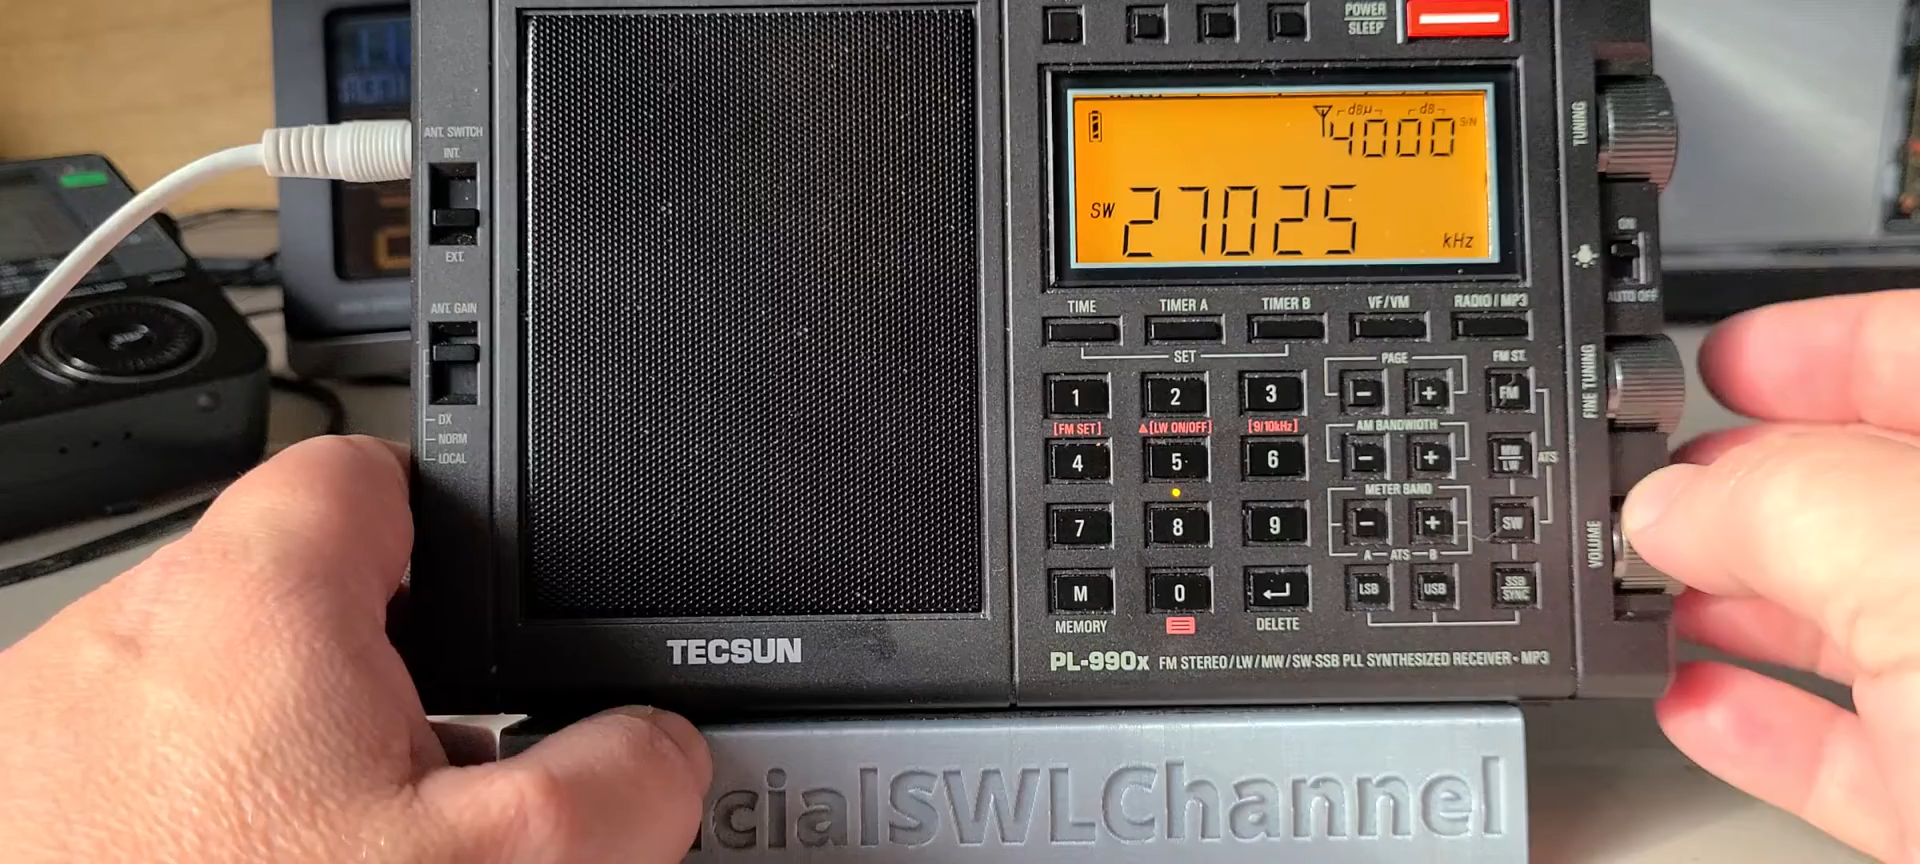 POWER
SLEEP
ANT. SWITCH
INT.
EXT.
ANT. GAIN
DX
NORM
LOCAL
dBμ
dB
4000
S/N
SW
27025
kHz
TUNING
ON
AUTO OFF
FINE TUNING
VOLUME
TIME
TIMER A
TIMER B
VF/VM
RADIO / MP3
SET
PAGE
FM ST.
1
2
3
-
+
FM
[FM SET]
[LW ON/OFF]
[9/10kHz]
AM BANDWIDTH
4
5
6
-
+
MW
LW
ATS
METER BAND
7
8
9
-
+
SW
A ATS B
M
0
LSB
USB
SSB
SYNC
MEMORY
DELETE
TECSUN
PL-990x FM STEREO/LW/MW/SW-SSB PLL SYNTHESIZED RECEIVER - MP3
cialSWLChannel